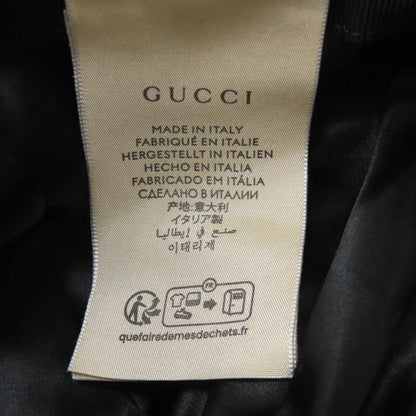 GUCCI
MADE IN ITALY
FABRIQUÉ EN ITALIE
HERGESTELLT IN ITALIEN
HECHO EN ITALIA
FABRICADO EM ITÁLIA
СДЕЛАНО В ИТАЛИИ
产地:意大利
イタリア製
صنع في إيطاليا
이태리제
FR
quefairedemesdechets.fr